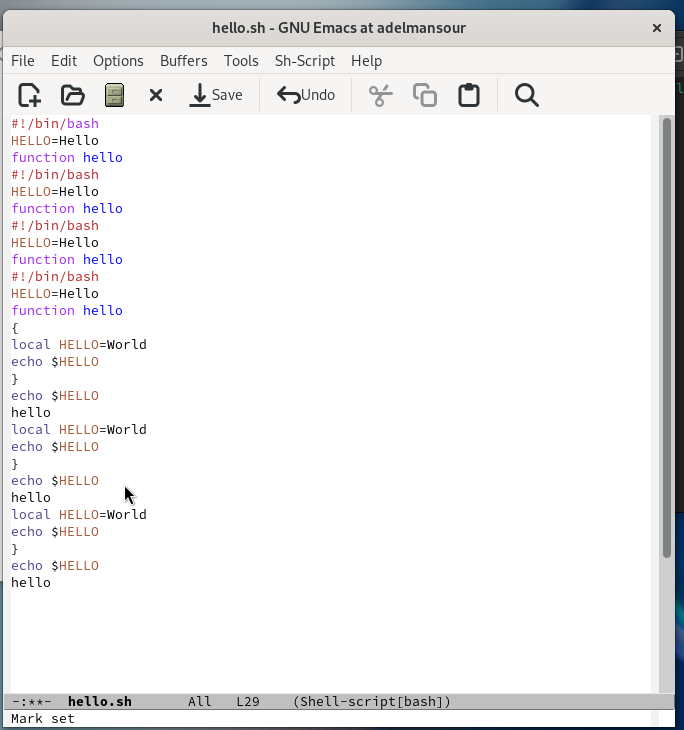 hello.sh - GNU Emacs at adelmansour
File Edit Options Buffers Tools Sh-Script Help
Save Undo
#!/bin/bash
HELLO=Hello
function hello
#!/bin/bash
HELLO=Hello
function hello
#!/bin/bash
HELLO=Hello
function hello
#!/bin/bash
HELLO=Hello
function hello
{
local HELLO=World
echo $HELLO
}
echo $HELLO
hello
local HELLO=World
echo $HELLO
}
echo $HELLO
hello
local HELLO=World
echo $HELLO
}
echo $HELLO
hello
-:**- hello.sh All L29 (Shell-script[bash])
Mark set